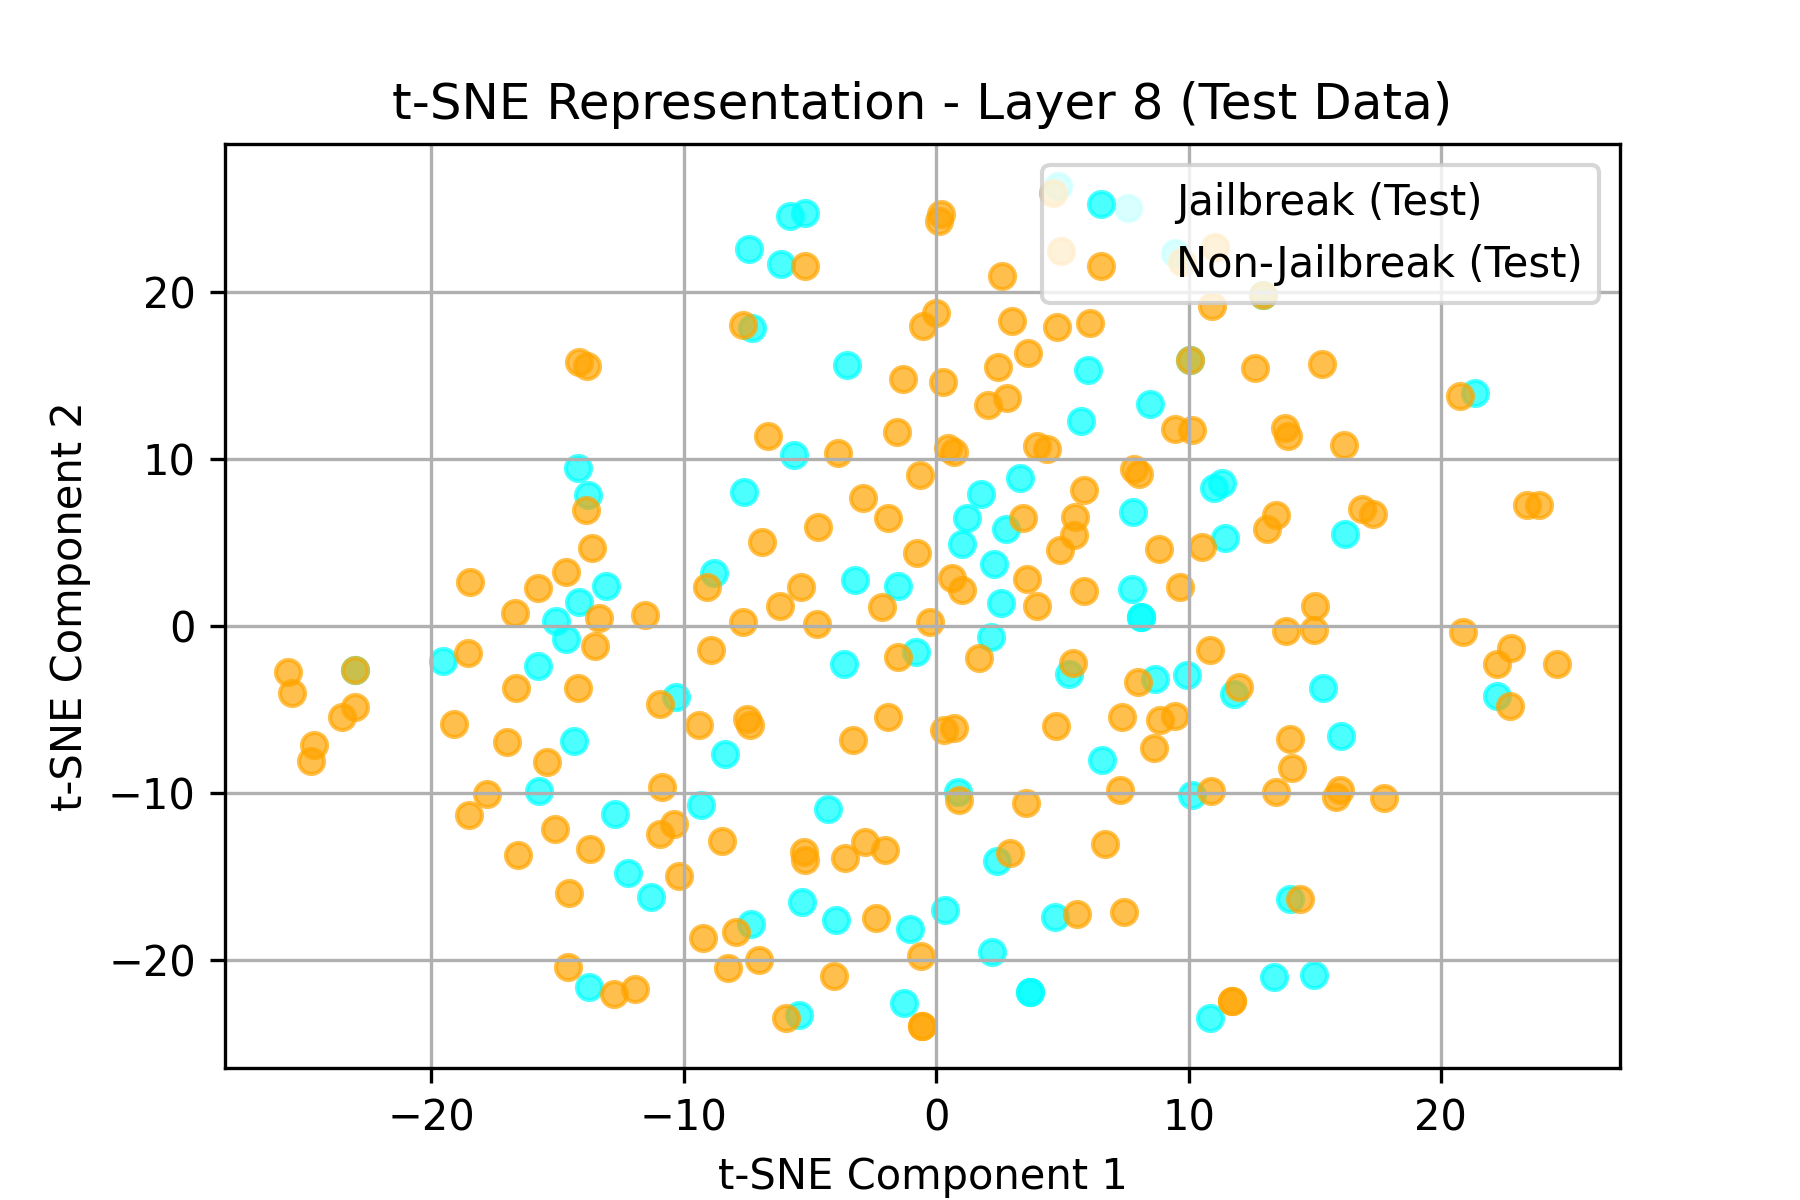 t-SNE Representation - Layer 8 (Test Data)
Jailbreak (Test)
Non-Jailbreak (Test)
20
10
0
−10
−20
t-SNE Component 2
−20
−10
0
10
20
t-SNE Component 1